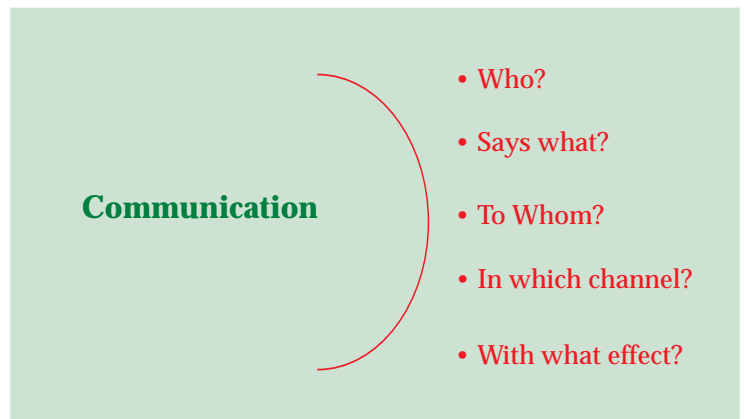 Communication
• Who?
• Says what?
• To Whom?
• In which channel?
• With what effect?